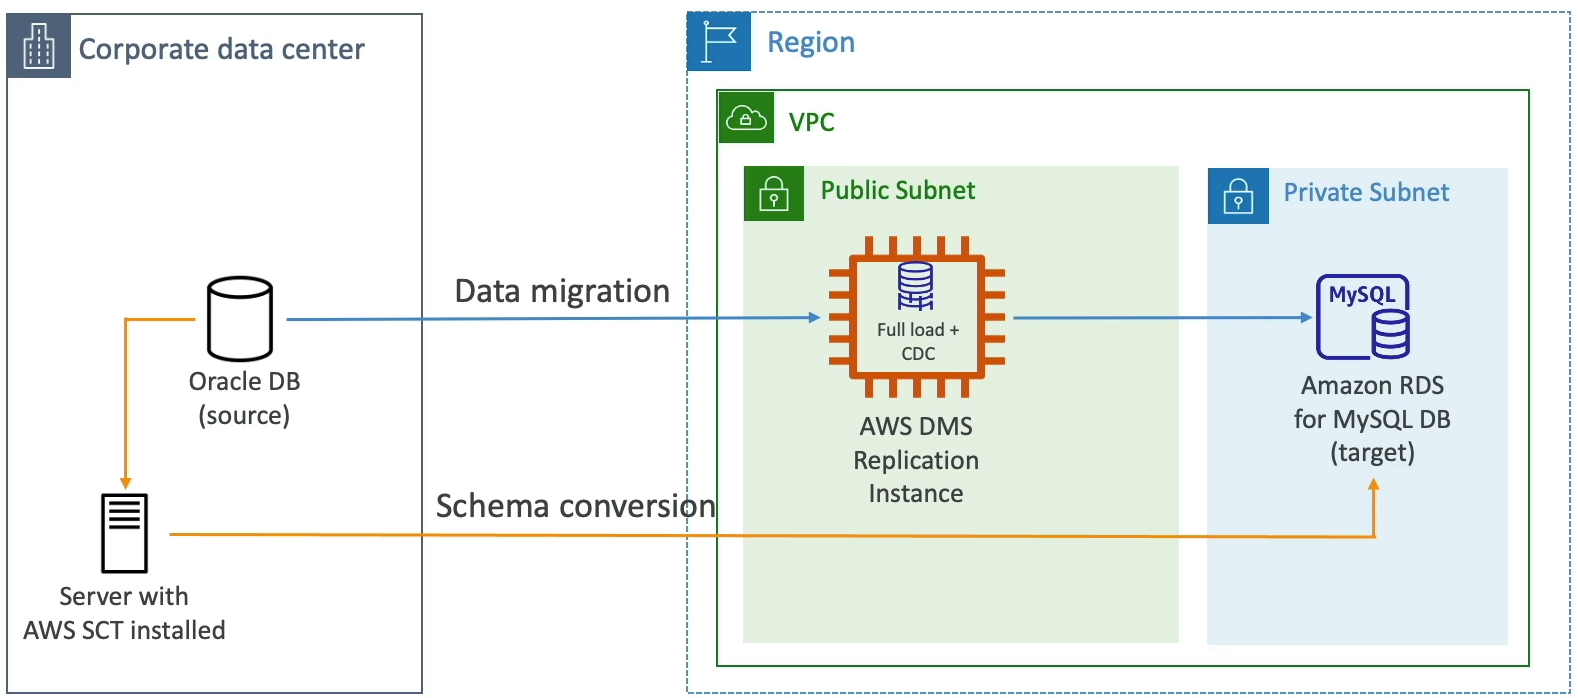 Corporate data center
Region
VPC
Public Subnet
Private Subnet
Data migration
MySQL
Full load +
CDC
Oracle DB
(source)
Amazon RDS
for MySQL DB
(target)
AWS DMS
Replication
Instance
Schema conversion
Server with
AWS SCT installed